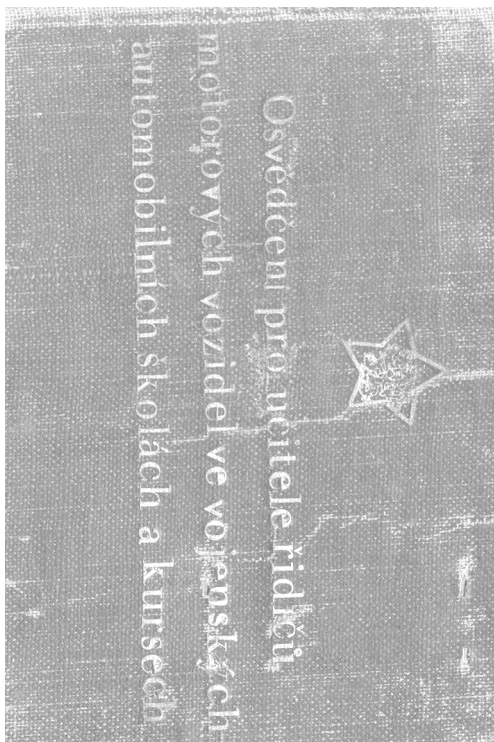 Osvědčení pro učitele řidičů
motorových vozidel ve vojenských
automobilních školách a kursech